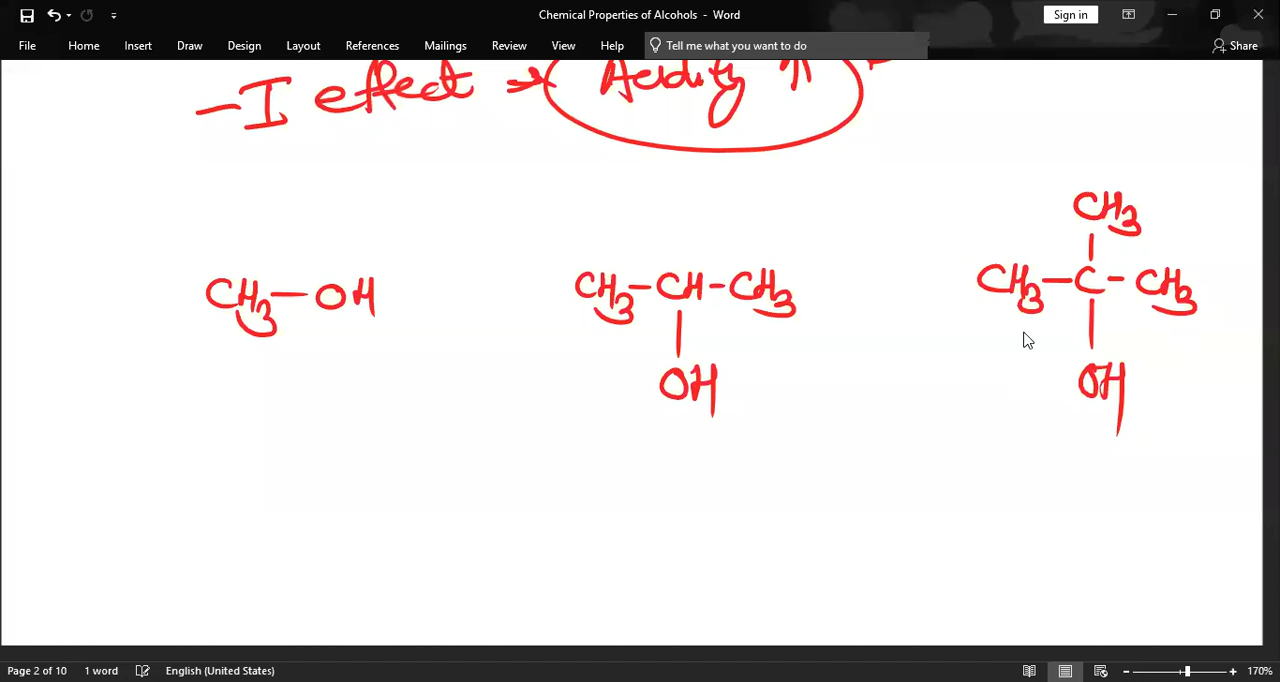 Chemical Properties of Alcohols - Word
Sign in
File Home Insert Draw Design Layout References Mailings Review View Help Tell me what you want to do Share
-I effect → Acidity ↑
CH3
CH3-OH CH3-CH-CH3 CH3-C-CH3
OH OH
Page 2 of 10 1 word English (United States) 170%